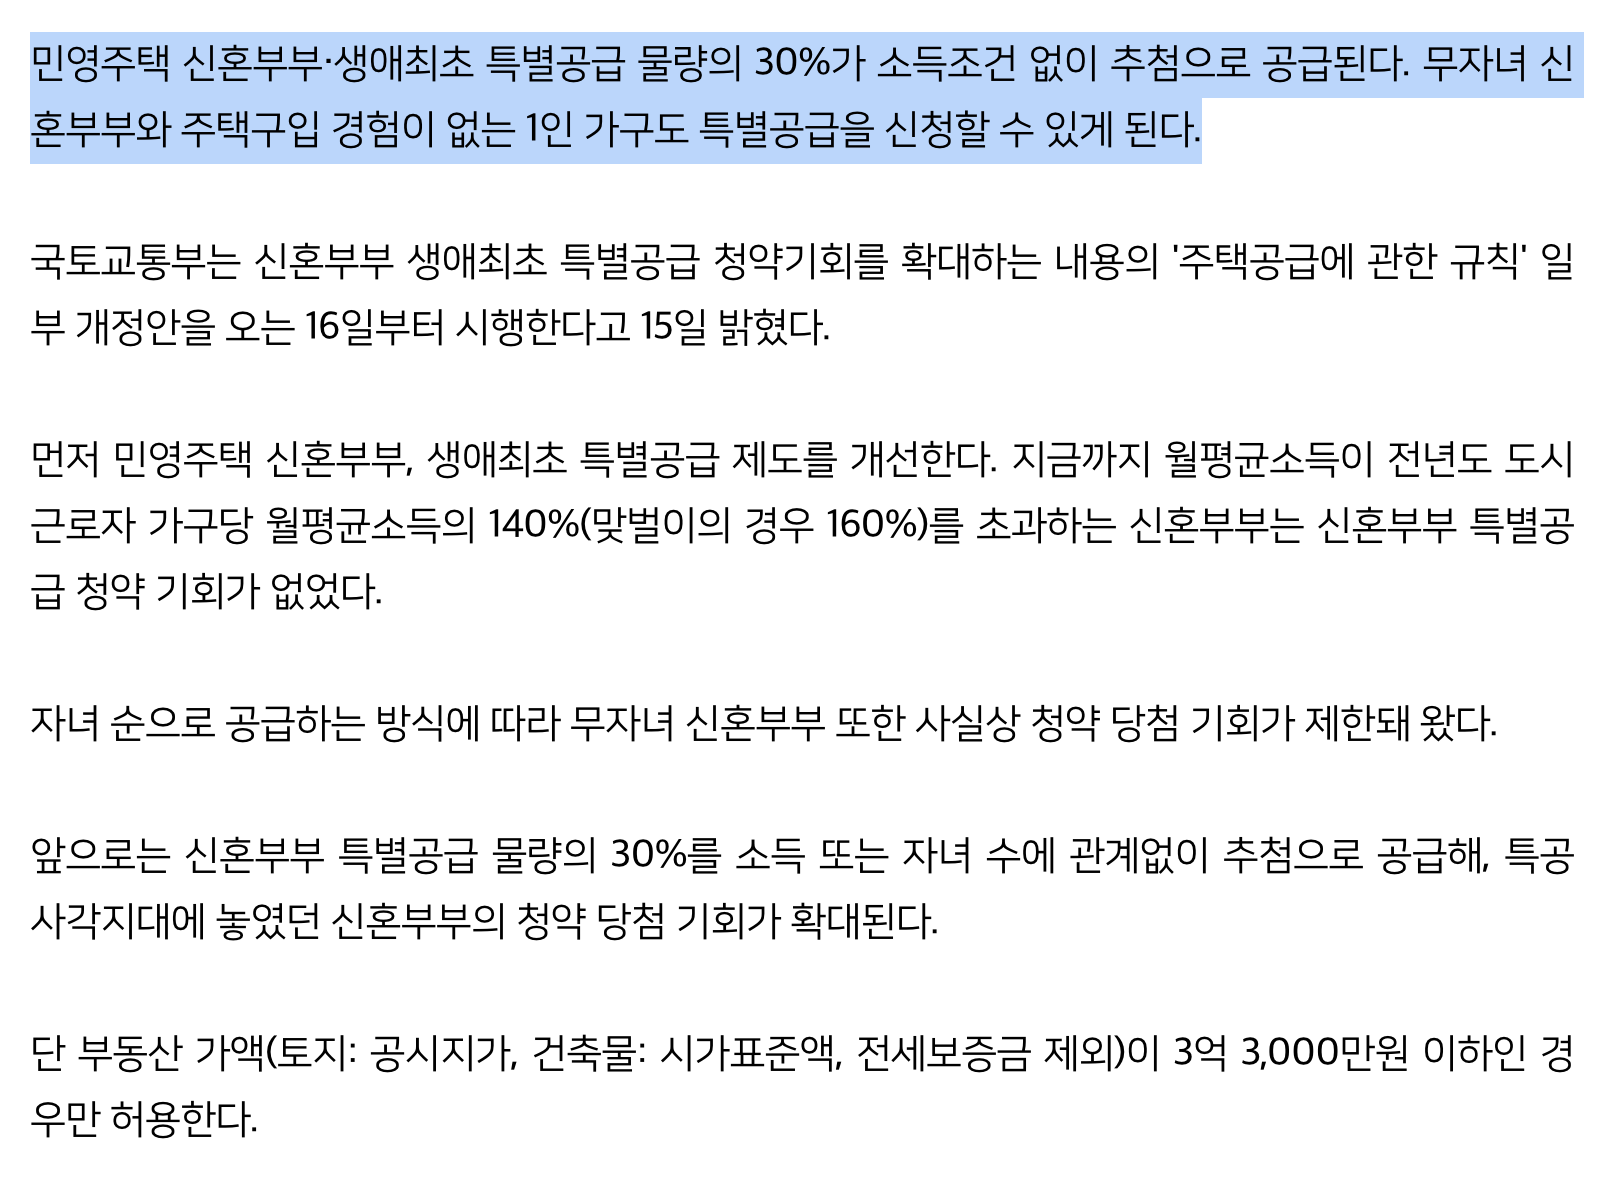 민영주택 신혼부부·생애최초 특별공급 물량의 30%가 소득조건 없이 추첨으로 공급된다. 무자녀 신
혼부부와 주택구입 경험이 없는 1인 가구도 특별공급을 신청할 수 있게 된다.
국토교통부는 신혼부부 생애최초 특별공급 청약기회를 확대하는 내용의 '주택공급에 관한 규칙' 일
부 개정안을 오는 16일부터 시행한다고 15일 밝혔다.
먼저 민영주택 신혼부부, 생애최초 특별공급 제도를 개선한다. 지금까지 월평균소득이 전년도 도시
근로자 가구당 월평균소득의 140%(맞벌이의 경우 160%)를 초과하는 신혼부부는 신혼부부 특별공
급 청약 기회가 없었다.
자녀 순으로 공급하는 방식에 따라 무자녀 신혼부부 또한 사실상 청약 당첨 기회가 제한돼 왔다.
앞으로는 신혼부부 특별공급 물량의 30%를 소득 또는 자녀 수에 관계없이 추첨으로 공급해, 특공
사각지대에 놓였던 신혼부부의 청약 당첨 기회가 확대된다.
단 부동산 가액(토지: 공시지가, 건축물: 시가표준액, 전세보증금 제외)이 3억 3,000만원 이하인 경
우만 허용한다.